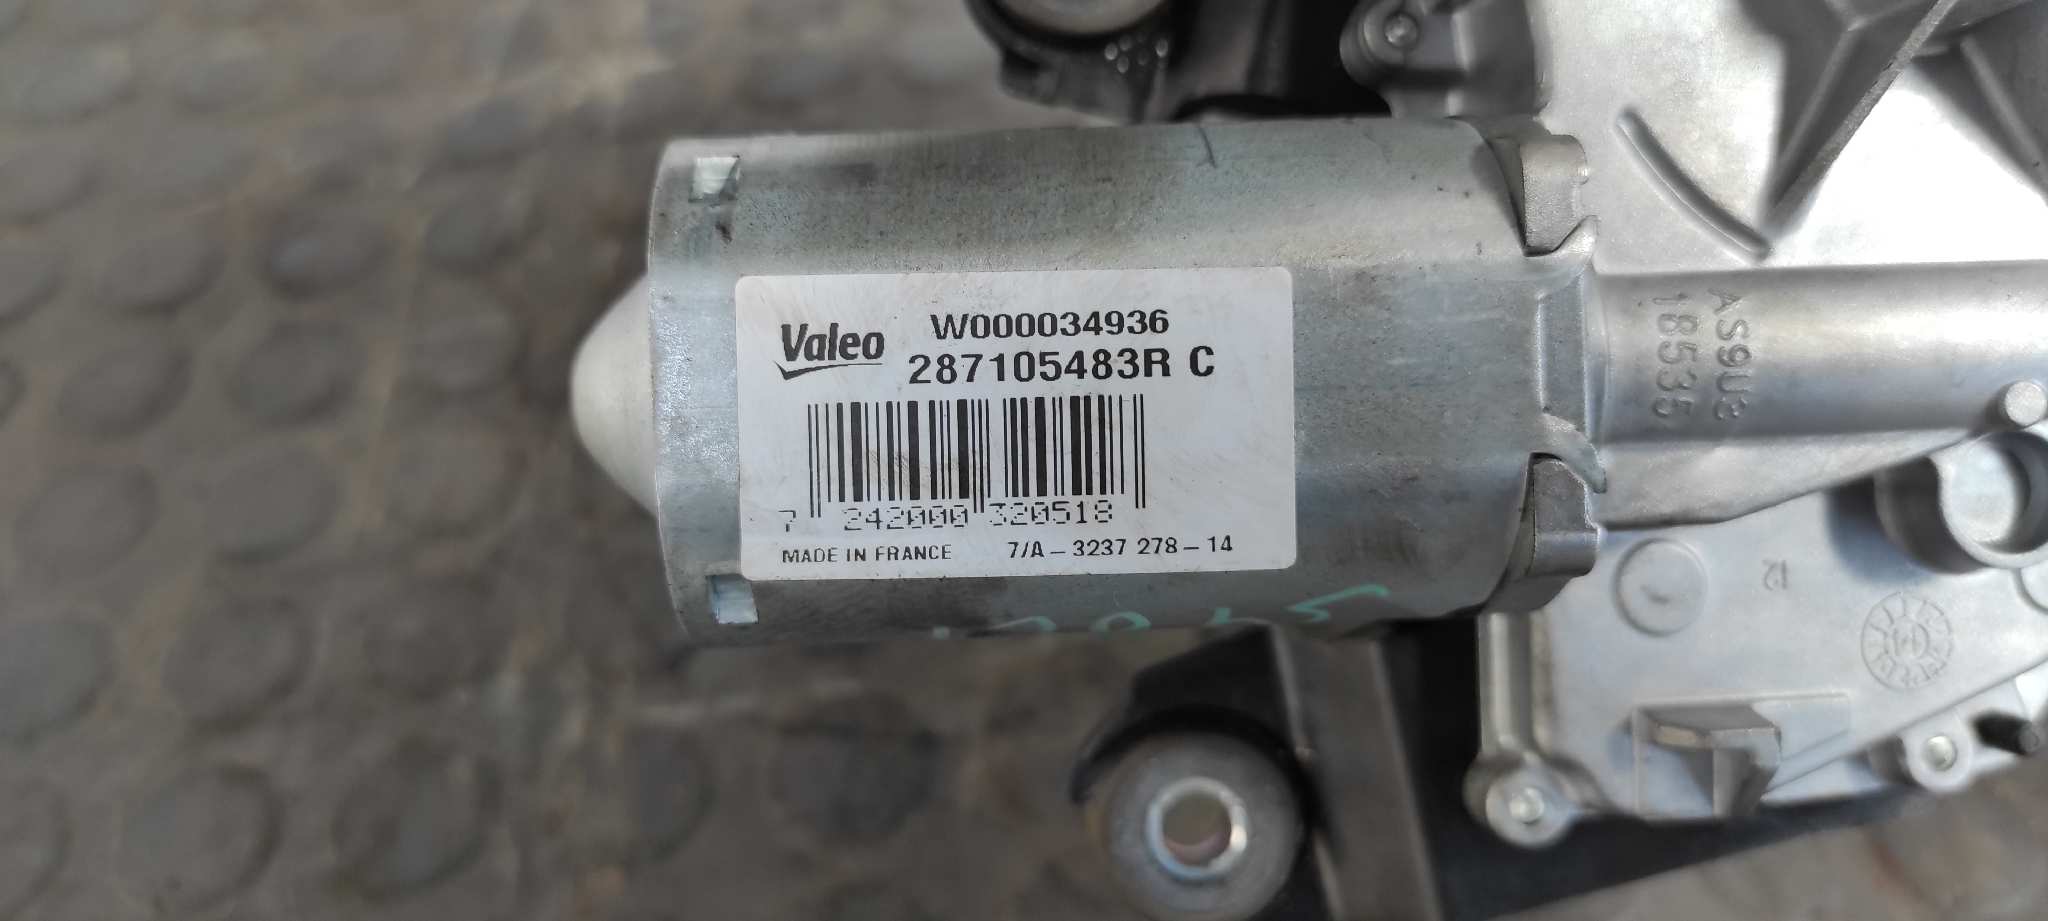 Valeo W000034936
287105483R C
7 242000 320518
MADE IN FRANCE 7/A-3237 278-14
AS9U3
18535